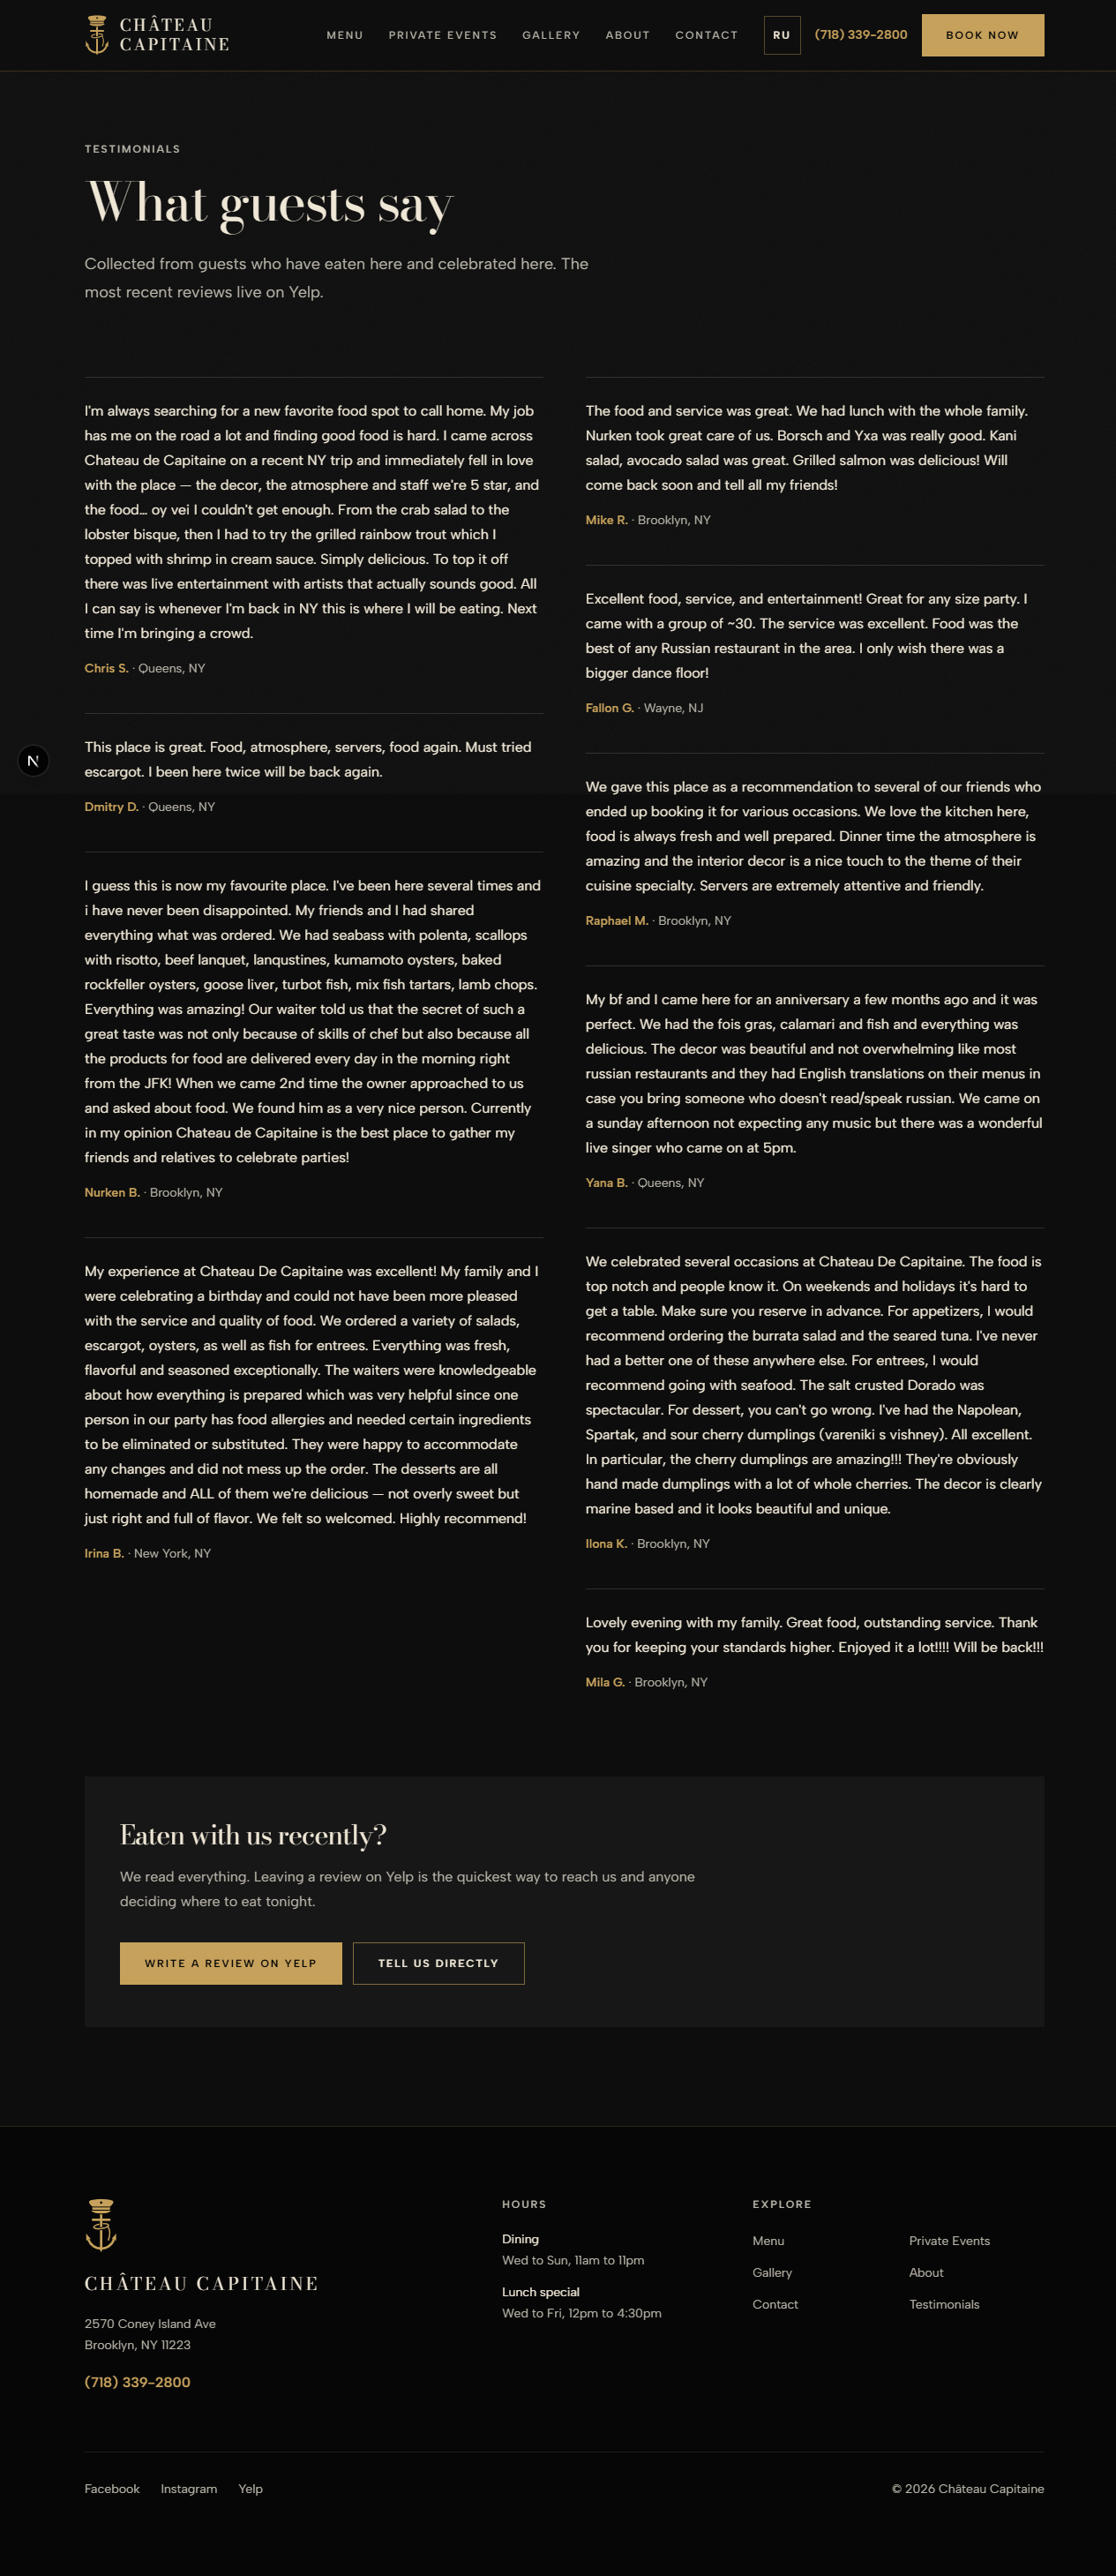 CHÂTEAU
CAPITAINE
MENU
PRIVATE EVENTS
GALLERY
ABOUT
CONTACT
RU
(718) 339-2800
BOOK NOW
TESTIMONIALS
What guests say
Collected from guests who have eaten here and celebrated here. The
most recent reviews live on Yelp.
I'm always searching for a new favorite food spot to call home. My job
has me on the road a lot and finding good food is hard. I came across
Chateau de Capitaine on a recent NY trip and immediately fell in love
with the place — the decor, the atmosphere and staff we're 5 star, and
the food… oy vei I couldn't get enough. From the crab salad to the
lobster bisque, then I had to try the grilled rainbow trout which I
topped with shrimp in cream sauce. Simply delicious. To top it off
there was live entertainment with artists that actually sounds good. All
I can say is whenever I'm back in NY this is where I will be eating. Next
time I'm bringing a crowd.
Chris S. · Queens, NY
This place is great. Food, atmosphere, servers, food again. Must tried
escargot. I been here twice will be back again.
Dmitry D. · Queens, NY
I guess this is now my favourite place. I've been here several times and
i have never been disappointed. My friends and I had shared
everything what was ordered. We had seabass with polenta, scallops
with risotto, beef lanquet, lanqustines, kumamoto oysters, baked
rockfeller oysters, goose liver, turbot fish, mix fish tartars, lamb chops.
Everything was amazing! Our waiter told us that the secret of such a
great taste was not only because of skills of chef but also because all
the products for food are delivered every day in the morning right
from the JFK! When we came 2nd time the owner approached to us
and asked about food. We found him as a very nice person. Currently
in my opinion Chateau de Capitaine is the best place to gather my
friends and relatives to celebrate parties!
Nurken B. · Brooklyn, NY
My experience at Chateau De Capitaine was excellent! My family and I
were celebrating a birthday and could not have been more pleased
with the service and quality of food. We ordered a variety of salads,
escargot, oysters, as well as fish for entrees. Everything was fresh,
flavorful and seasoned exceptionally. The waiters were knowledgeable
about how everything is prepared which was very helpful since one
person in our party has food allergies and needed certain ingredients
to be eliminated or substituted. They were happy to accommodate
any changes and did not mess up the order. The desserts are all
homemade and ALL of them we're delicious — not overly sweet but
just right and full of flavor. We felt so welcomed. Highly recommend!
Irina B. · New York, NY
The food and service was great. We had lunch with the whole family.
Nurken took great care of us. Borsch and Yxa was really good. Kani
salad, avocado salad was great. Grilled salmon was delicious! Will
come back soon and tell all my friends!
Mike R. · Brooklyn, NY
Excellent food, service, and entertainment! Great for any size party. I
came with a group of ~30. The service was excellent. Food was the
best of any Russian restaurant in the area. I only wish there was a
bigger dance floor!
Fallon G. · Wayne, NJ
We gave this place as a recommendation to several of our friends who
ended up booking it for various occasions. We love the kitchen here,
food is always fresh and well prepared. Dinner time the atmosphere is
amazing and the interior decor is a nice touch to the theme of their
cuisine specialty. Servers are extremely attentive and friendly.
Raphael M. · Brooklyn, NY
My bf and I came here for an anniversary a few months ago and it was
perfect. We had the fois gras, calamari and fish and everything was
delicious. The decor was beautiful and not overwhelming like most
russian restaurants and they had English translations on their menus in
case you bring someone who doesn't read/speak russian. We came on
a sunday afternoon not expecting any music but there was a wonderful
live singer who came on at 5pm.
Yana B. · Queens, NY
We celebrated several occasions at Chateau De Capitaine. The food is
top notch and people know it. On weekends and holidays it's hard to
get a table. Make sure you reserve in advance. For appetizers, I would
recommend ordering the burrata salad and the seared tuna. I've never
had a better one of these anywhere else. For entrees, I would
recommend going with seafood. The salt crusted Dorado was
spectacular. For dessert, you can't go wrong. I've had the Napolean,
Spartak, and sour cherry dumplings (vareniki s vishney). All excellent.
In particular, the cherry dumplings are amazing!!! They're obviously
hand made dumplings with a lot of whole cherries. The decor is clearly
marine based and it looks beautiful and unique.
Ilona K. · Brooklyn, NY
Lovely evening with my family. Great food, outstanding service. Thank
you for keeping your standards higher. Enjoyed it a lot!!!! Will be back!!!
Mila G. · Brooklyn, NY
N
Eaten with us recently?
We read everything. Leaving a review on Yelp is the quickest way to reach us and anyone
deciding where to eat tonight.
WRITE A REVIEW ON YELP
TELL US DIRECTLY
CHÂTEAU CAPITAINE
2570 Coney Island Ave
Brooklyn, NY 11223
(718) 339-2800
HOURS
Dining
Wed to Sun, 11am to 11pm
Lunch special
Wed to Fri, 12pm to 4:30pm
EXPLORE
Menu
Private Events
Gallery
About
Contact
Testimonials
Facebook
Instagram
Yelp
© 2026 Château Capitaine